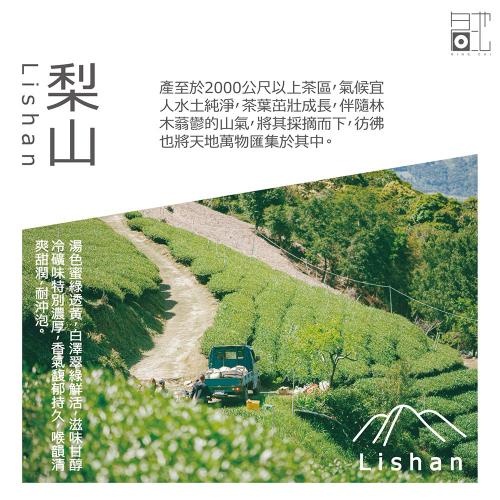 梨山
Lishan
產至於2000公尺以上茶區，氣候宜
人水土純淨，茶葉茁壯成長，伴隨林
木蓊鬱的山氣，將其採摘而下，彷彿
也將天地萬物匯集於其中。
湯色蜜綠透黃，白澤翠綠鮮活，滋味甘醇
冷礦味特別濃厚，香氣馥郁持久，喉韻清
爽甜潤，耐沖泡。
Lishan